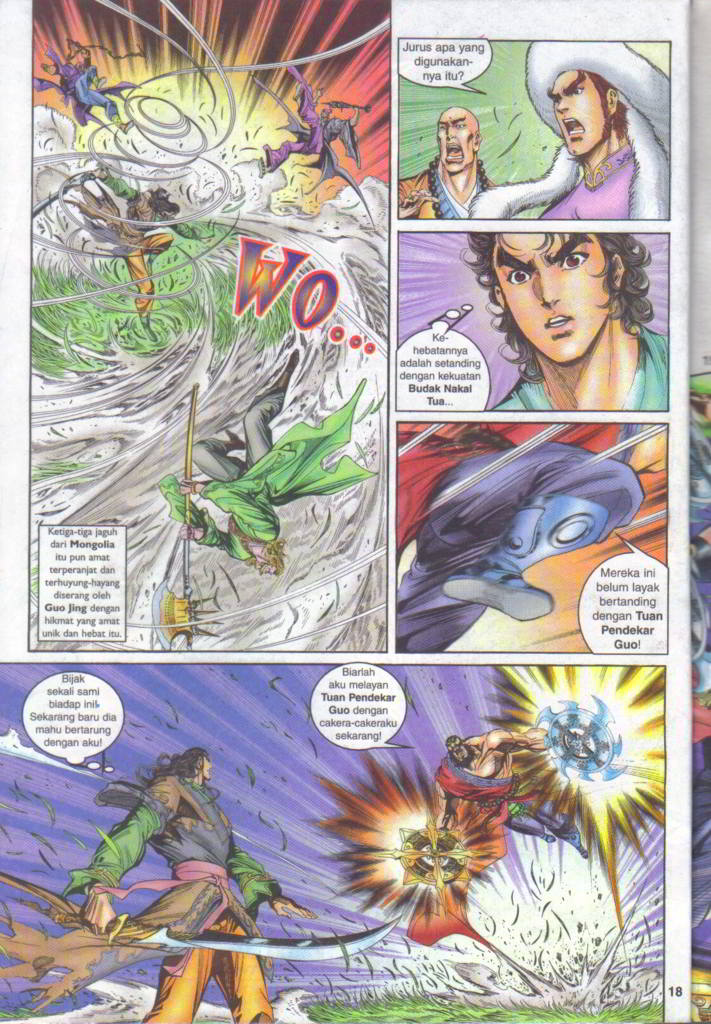 WO...
Ketiga-tiga jaguh
dari Mongolia
itu pun amat
terperanjat dan
terhuyung-hayang
diserang oleh
Guo Jing dengan
hikmat yang amat
unik dan hebat itu.
Jurus apa yang
digunakan-
nya itu?
Ke-
hebatannya
adalah setanding
dengan kekuatan
Budak Nakal
Tua...
Mereka ini
belum layak
bertanding
dengan Tuan
Pendekar
Guo!
Bijak
sekali sami
biadap ini!
Sekarang baru dia
mahu bertarung
dengan aku!
Biarlah
aku melayan
Tuan Pendekar
Guo dengan
cakera-cakeraku
sekarang!
18